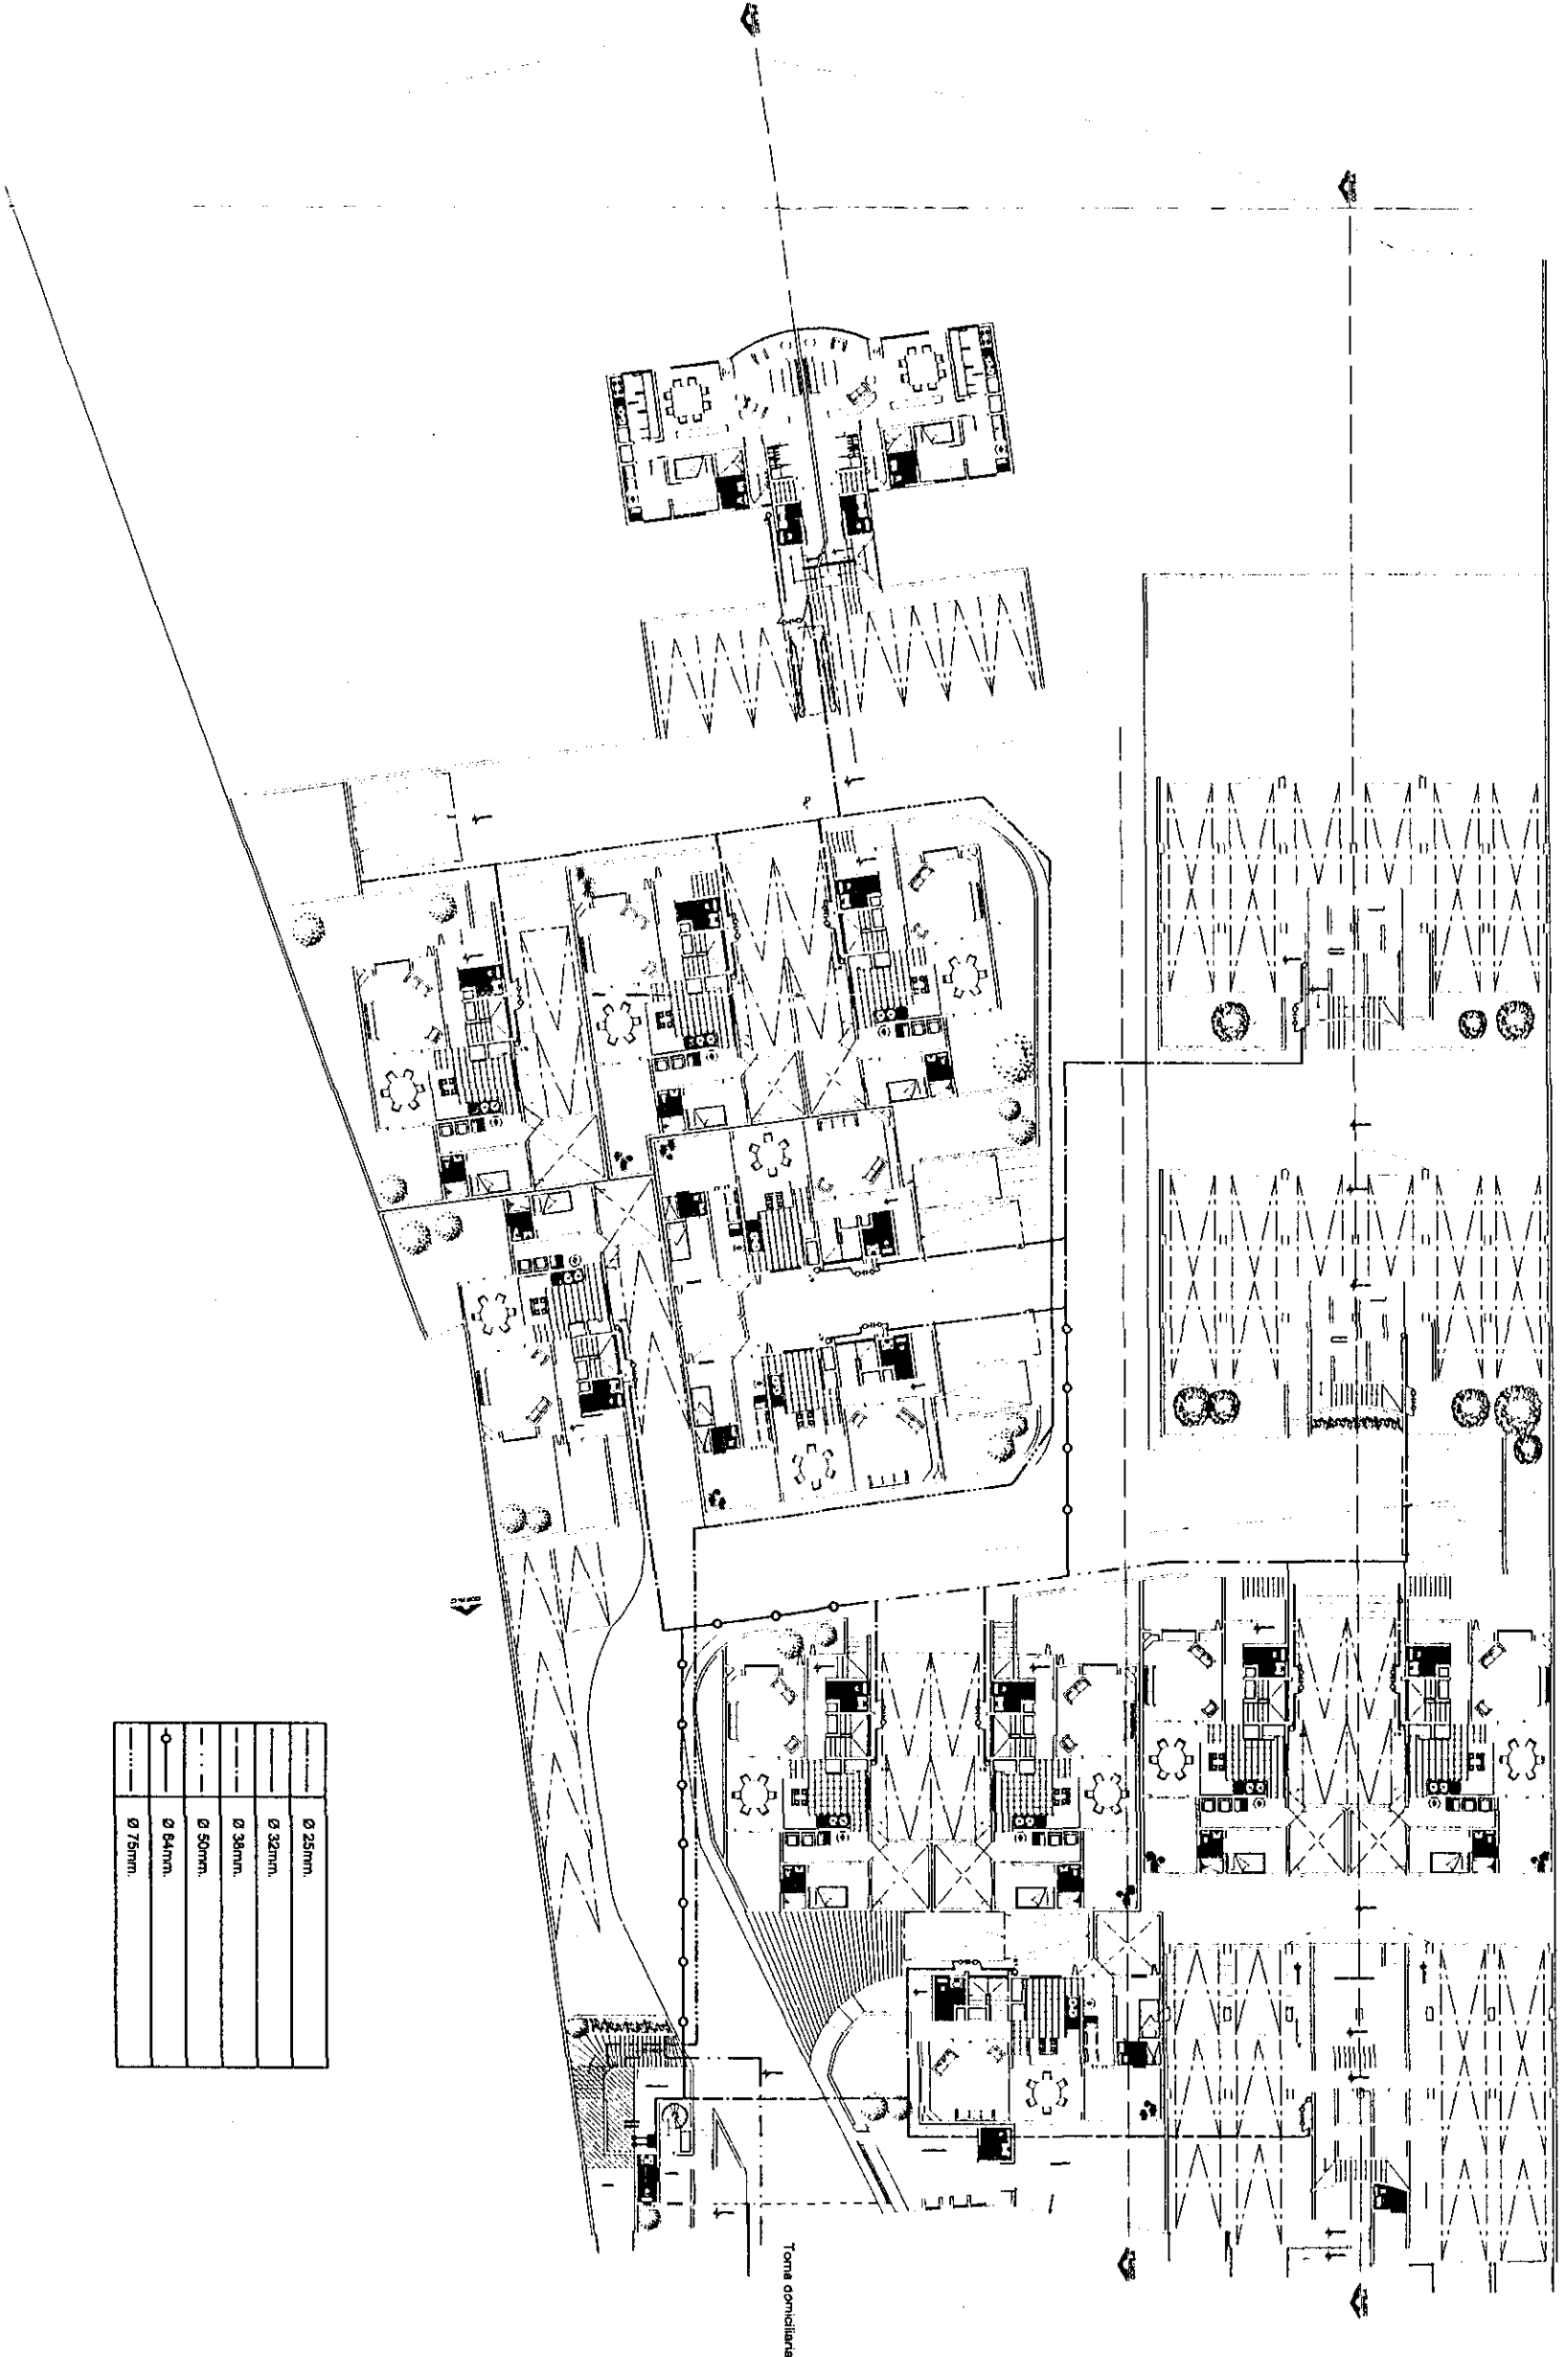 Ø 25mm.
Ø 32mm.
Ø 38mm.
Ø 50mm.
Ø 64mm.
Ø 75mm.
Toma domiciliaria